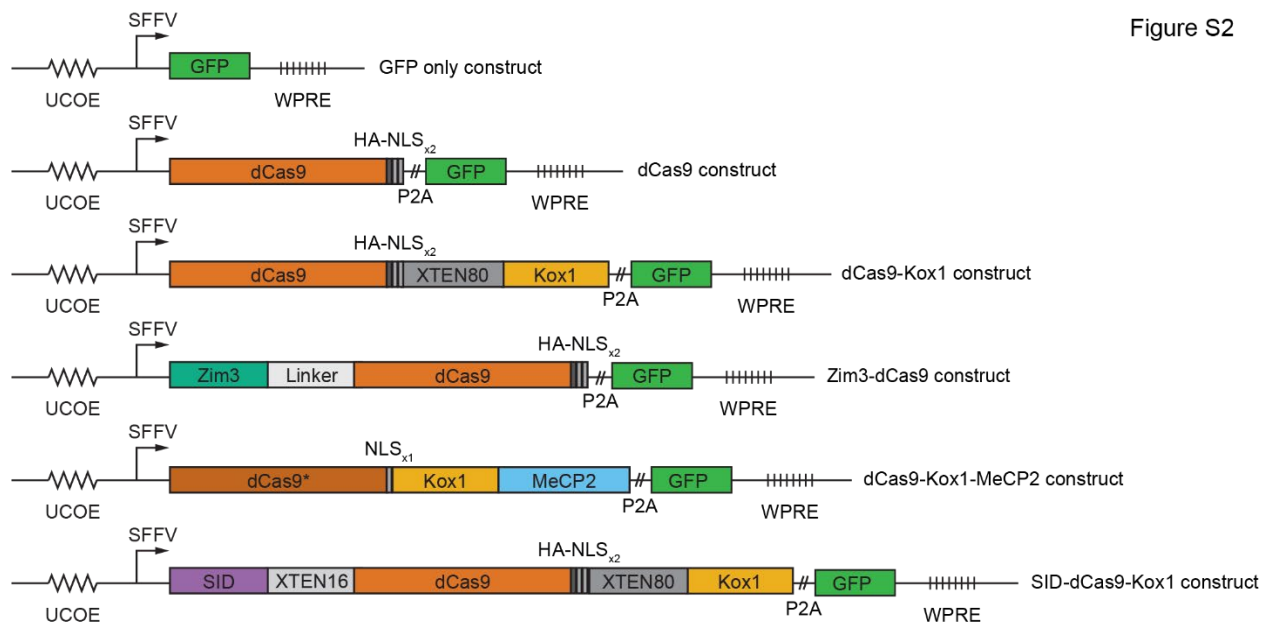 Figure S2
SFFV
GFP
GFP only construct
UCOE
WPRE
SFFV
HA-NLSx2
dCas9
GFP
dCas9 construct
P2A
UCOE
WPRE
SFFV
HA-NLSx2
dCas9
XTEN80
Kox1
GFP
dCas9-Kox1 construct
P2A
UCOE
WPRE
SFFV
HA-NLSx2
Zim3
Linker
dCas9
GFP
Zim3-dCas9 construct
P2A
UCOE
WPRE
SFFV
NLSx1
dCas9*
Kox1
MeCP2
GFP
dCas9-Kox1-MeCP2 construct
P2A
UCOE
WPRE
SFFV
HA-NLSx2
SID
XTEN16
dCas9
XTEN80
Kox1
GFP
SID-dCas9-Kox1 construct
P2A
UCOE
WPRE